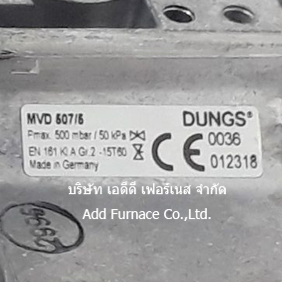 MVD 507/5
DUNGS®
Pmax. 500 mbar / 50 kPa
0036
EN 161 Kl.A Gr.2 -15T60
CE
012318
Made in Germany
บริษัท เอดีดี เฟอร์เนส จำกัด
Add Furnace Co.,Ltd.